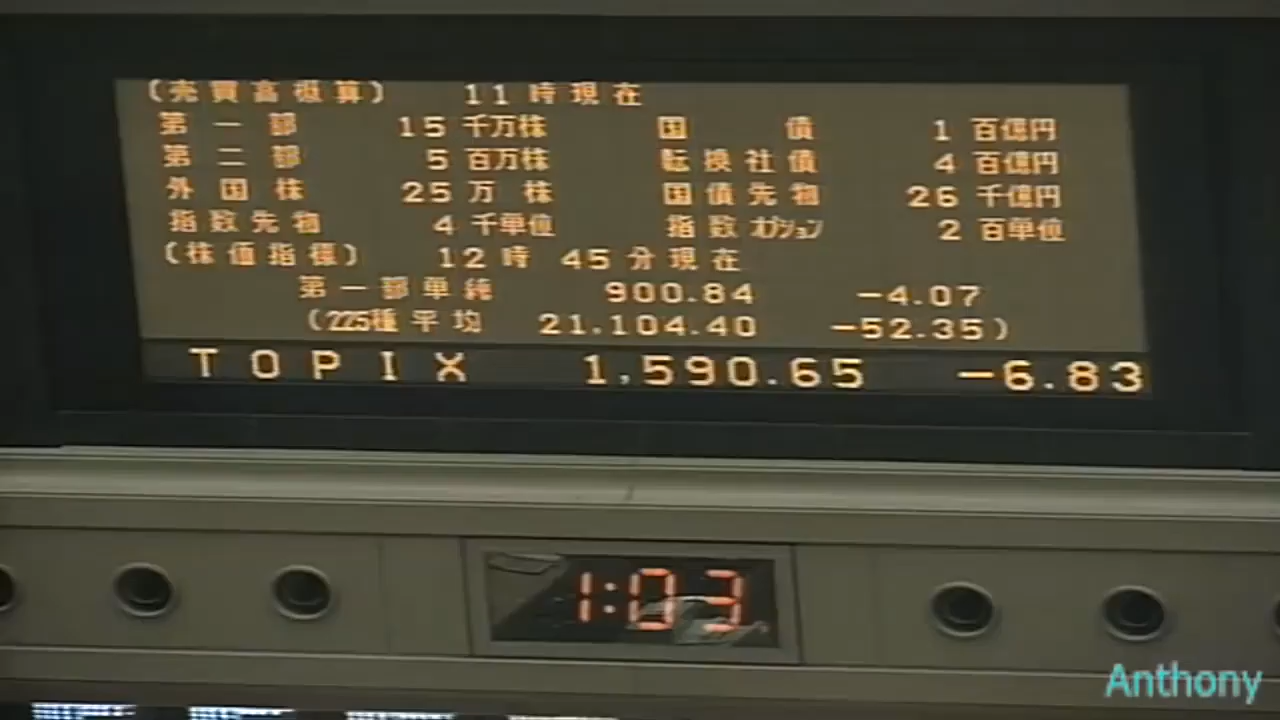 (売買高概算) 11時現在
第一部 15千万株 国債 1百億円
第二部 5百万株 転換社債 4百億円
外国株 25万株 国債先物 26千億円
指数先物 4千単位 指数オプション 2百単位
(株価指標) 12時45分現在
第一部単純 900.84 -4.07
(225種平均 21,104.40 -52.35)
TOPIX 1,590.65 -6.83
1:03
Anthony